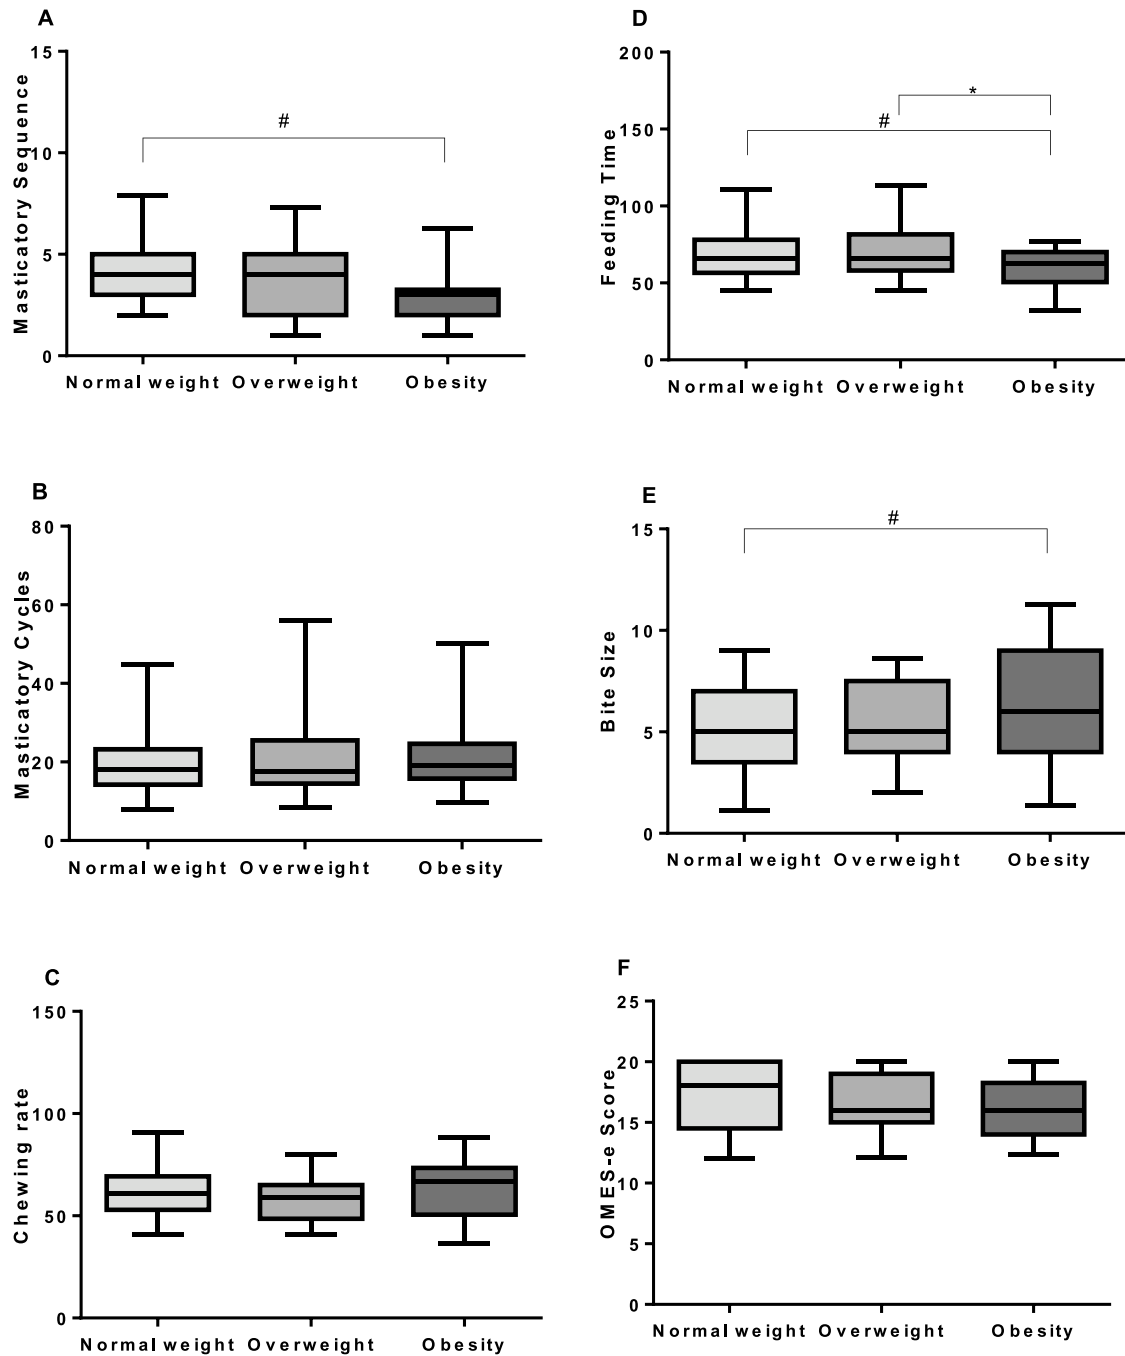 A
Masticatory Sequence
15
10
5
0
#
Normal weight Overweight Obesity
D
Feeding Time
200
150
100
50
0
*
#
Normal weight Overweight Obesity
B
Masticatory Cycles
80
60
40
20
0
Normal weight Overweight Obesity
E
Bite Size
15
10
5
0
#
Normal weight Overweight Obesity
C
Chewing rate
150
100
50
0
Normal weight Overweight Obesity
F
OMES-e Score
25
20
15
10
5
0
Normal weight Overweight Obesity